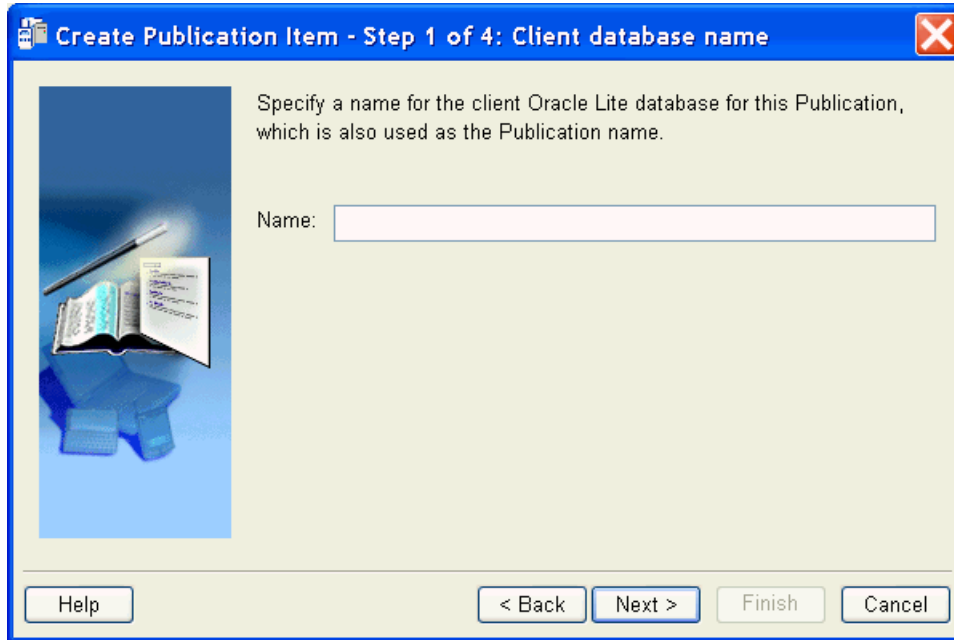 Create Publication Item - Step 1 of 4: Client database name
Specify a name for the client Oracle Lite database for this Publication,
which is also used as the Publication name.
Name:
Help
< Back
Next >
Finish
Cancel